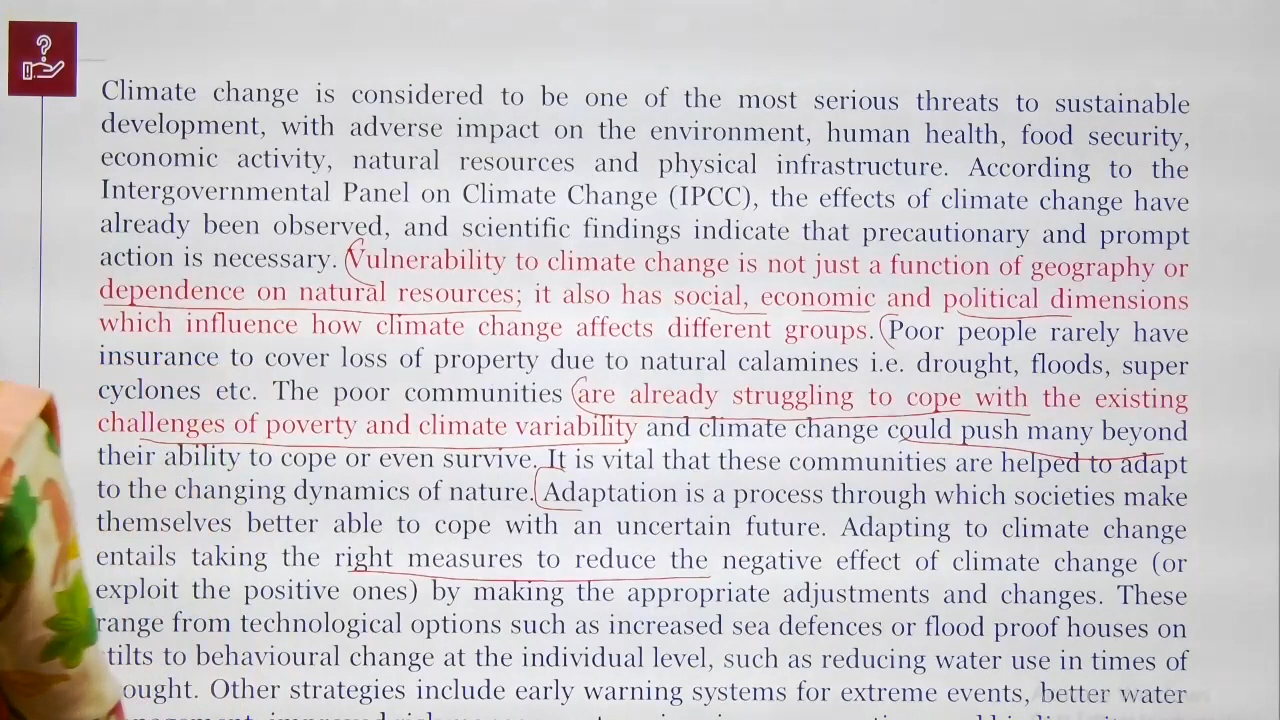 Climate change is considered to be one of the most serious threats to sustainable
development, with adverse impact on the environment, human health, food security,
economic activity, natural resources and physical infrastructure. According to the
Intergovernmental Panel on Climate Change (IPCC), the effects of climate change have
already been observed, and scientific findings indicate that precautionary and prompt
action is necessary. Vulnerability to climate change is not just a function of geography or
dependence on natural resources; it also has social, economic and political dimensions
which influence how climate change affects different groups. Poor people rarely have
insurance to cover loss of property due to natural calamines i.e. drought, floods, super
cyclones etc. The poor communities are already struggling to cope with the existing
challenges of poverty and climate variability and climate change could push many beyond
their ability to cope or even survive. It is vital that these communities are helped to adapt
to the changing dynamics of nature. Adaptation is a process through which societies make
themselves better able to cope with an uncertain future. Adapting to climate change
entails taking the right measures to reduce the negative effect of climate change (or
exploit the positive ones) by making the appropriate adjustments and changes. These
range from technological options such as increased sea defences or flood proof houses on
tilts to behavioural change at the individual level, such as reducing water use in times of
ought. Other strategies include early warning systems for extreme events, better water